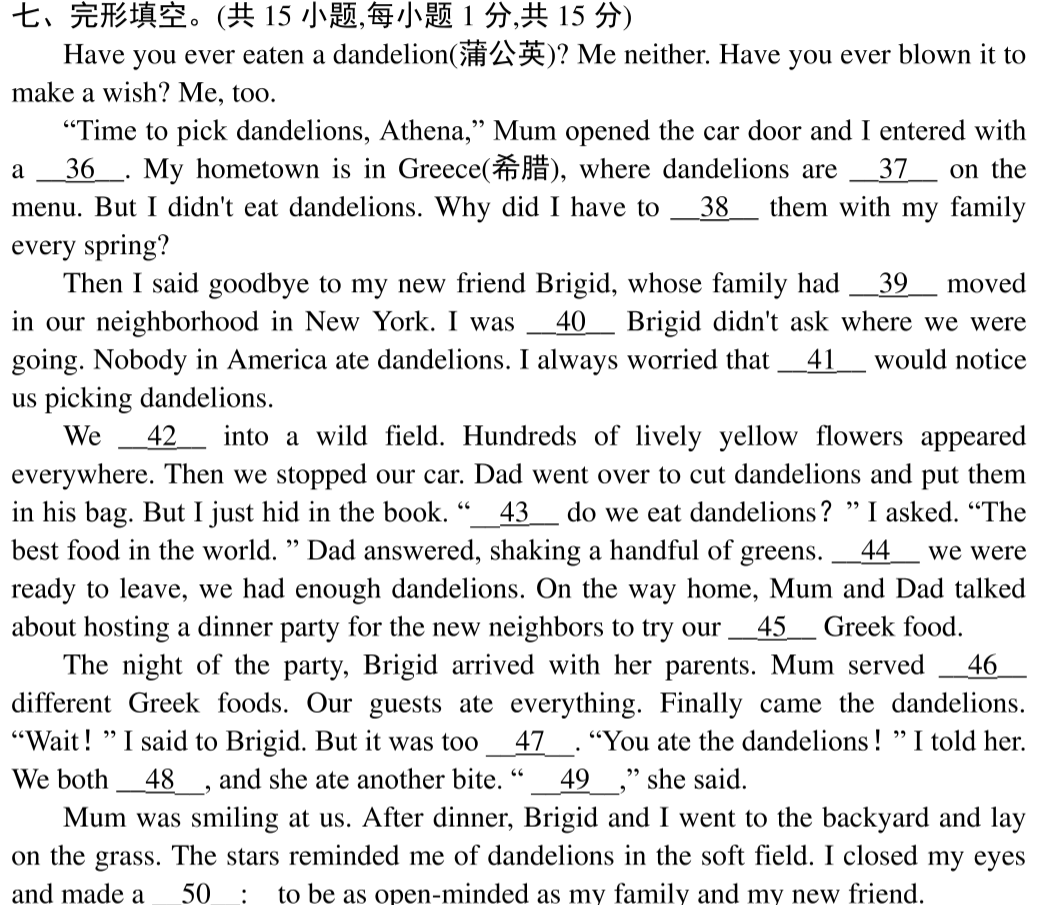 七、完形填空。(共 15 小题,每小题 1 分,共 15 分)
Have you ever eaten a dandelion(蒲公英)? Me neither. Have you ever blown it to
make a wish? Me, too.
“Time to pick dandelions, Athena,” Mum opened the car door and I entered with
a __36__. My hometown is in Greece(希腊), where dandelions are __37__ on the
menu. But I didn't eat dandelions. Why did I have to __38__ them with my family
every spring?
Then I said goodbye to my new friend Brigid, whose family had __39__ moved
in our neighborhood in New York. I was __40__ Brigid didn't ask where we were
going. Nobody in America ate dandelions. I always worried that __41__ would notice
us picking dandelions.
We __42__ into a wild field. Hundreds of lively yellow flowers appeared
everywhere. Then we stopped our car. Dad went over to cut dandelions and put them
in his bag. But I just hid in the book. “__43__ do we eat dandelions？” I asked. “The
best food in the world. ” Dad answered, shaking a handful of greens. __44__ we were
ready to leave, we had enough dandelions. On the way home, Mum and Dad talked
about hosting a dinner party for the new neighbors to try our __45__ Greek food.
The night of the party, Brigid arrived with her parents. Mum served __46__
different Greek foods. Our guests ate everything. Finally came the dandelions.
“Wait！” I said to Brigid. But it was too __47__. “You ate the dandelions！” I told her.
We both __48__, and she ate another bite. “__49__,” she said.
Mum was smiling at us. After dinner, Brigid and I went to the backyard and lay
on the grass. The stars reminded me of dandelions in the soft field. I closed my eyes
and made a __50__： to be as open-minded as my family and my new friend.